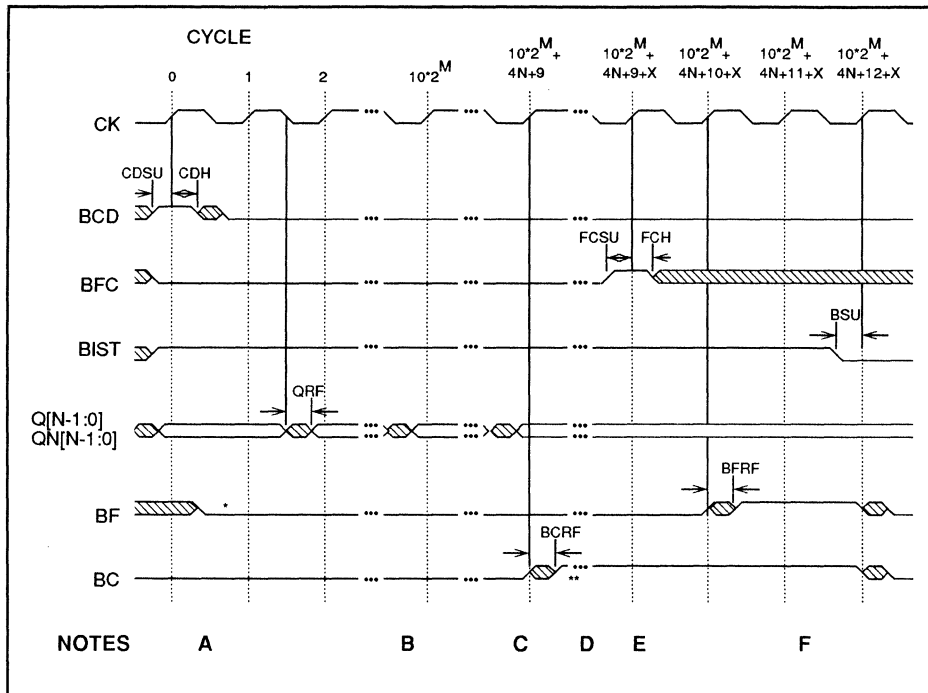 CYCLE
0 1 2 10*2^M 10*2^M+ 4N+9 10*2^M+ 4N+9+X 10*2^M+ 4N+10+X 10*2^M+ 4N+11+X 10*2^M+ 4N+12+X
CK ••• ••• •••
CDSU CDH
BCD ••• ••• •••
FCSU FCH
BFC ••• ••• •••
BSU
BIST ••• ••• •••
QRF
Q[N-1:0] ••• ••• •••
QN[N-1:0] ••• ••• •••
BFRF
BF * ••• ••• •••
BCRF
BC ••• ••• •••
**
NOTES A B C D E F